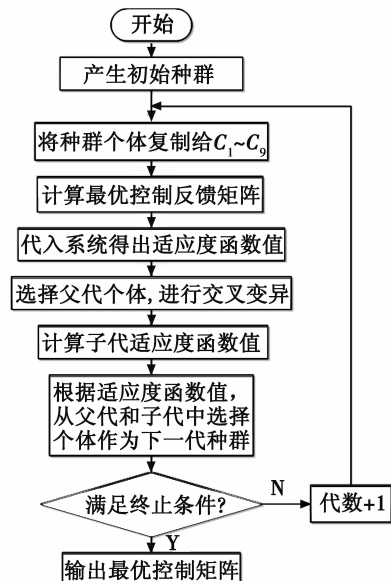 开始
产生初始种群
将种群个体复制给C₁~C₉
计算最优控制反馈矩阵
代入系统得出适应度函数值
选择父代个体,进行交叉变异
计算子代适应度函数值
根据适应度函数值,
从父代和子代中选择
个体作为下一代种群
满足终止条件?
N
代数+1
Y
输出最优控制矩阵